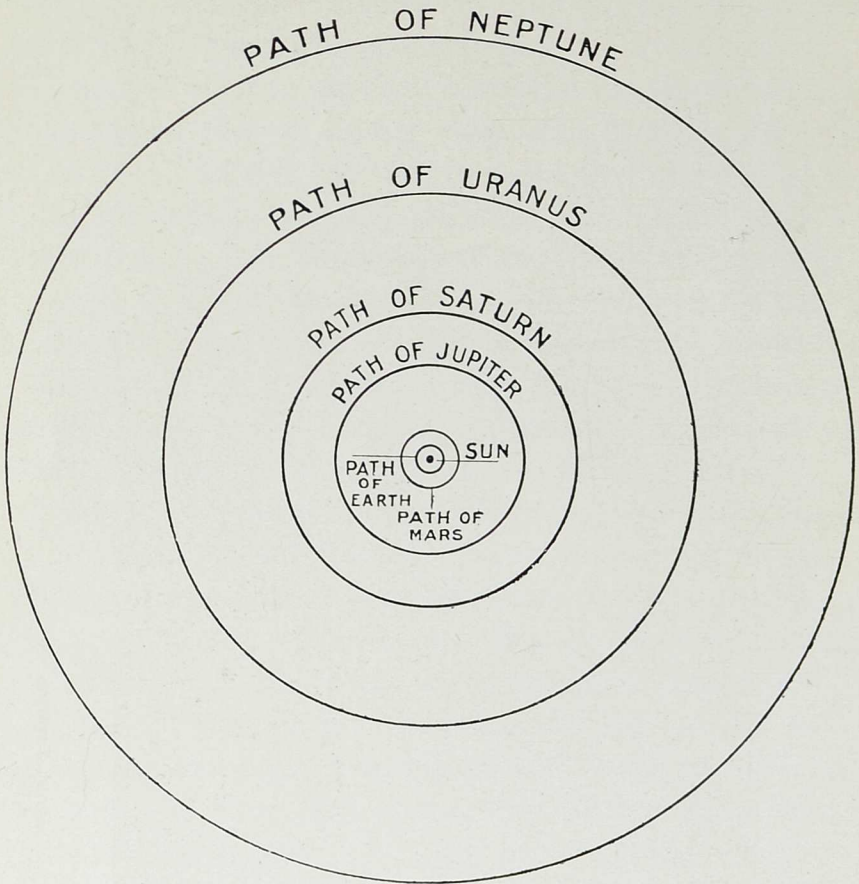 PATH OF NEPTUNE
PATH OF URANUS
PATH OF SATURN
PATH OF JUPITER
SUN
PATH
OF
EARTH
PATH OF
MARS